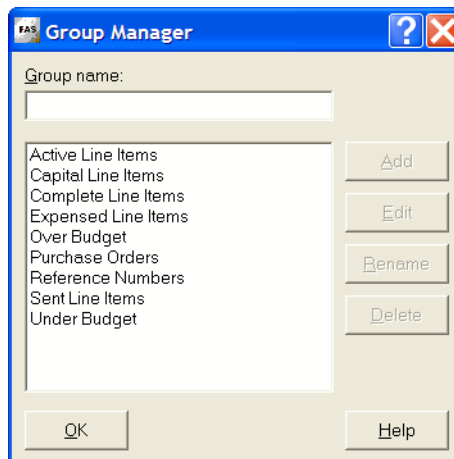 FAS Group Manager ?
Group name:
Active Line Items
Capital Line Items
Complete Line Items
Expensed Line Items
Over Budget
Purchase Orders
Reference Numbers
Sent Line Items
Under Budget
Add
Edit
Rename
Delete
OK
Help